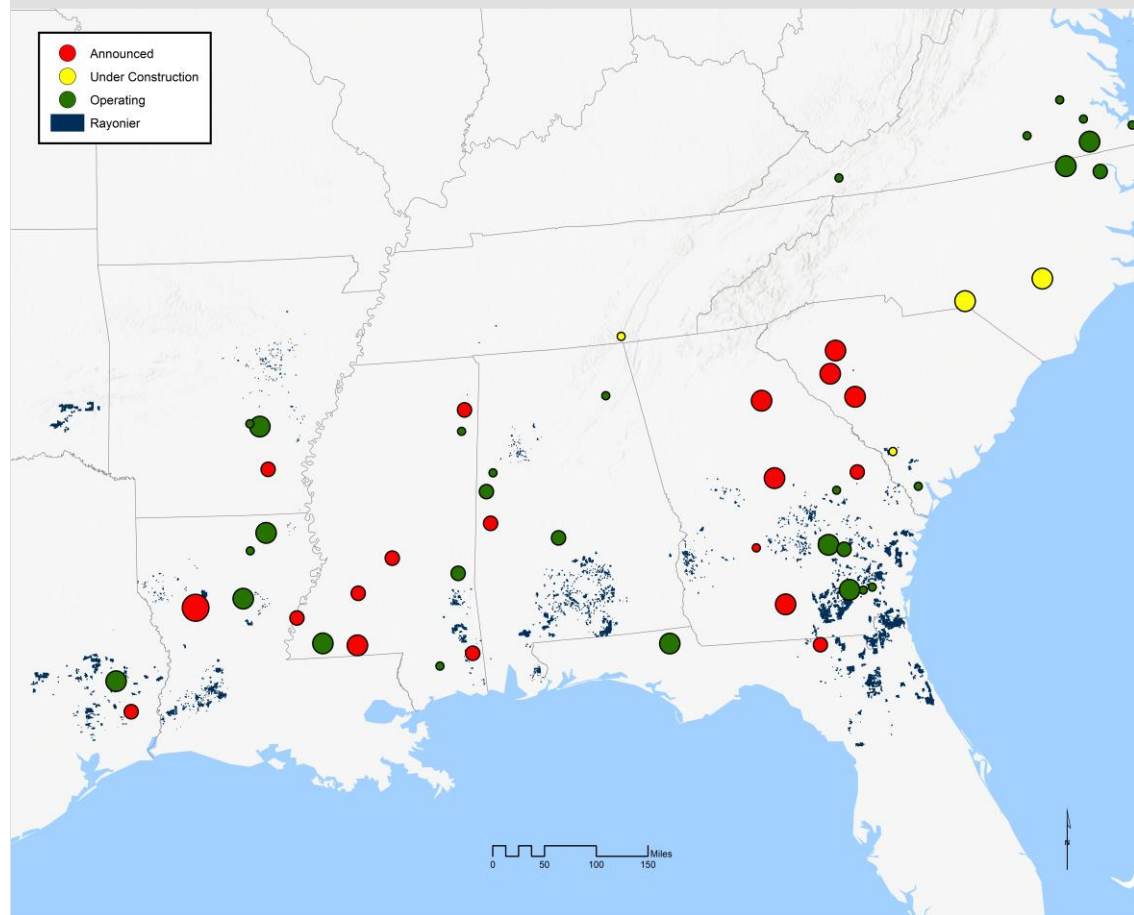 Announced
Under Construction
Operating
Rayonier
Miles
0 50 100 150
N